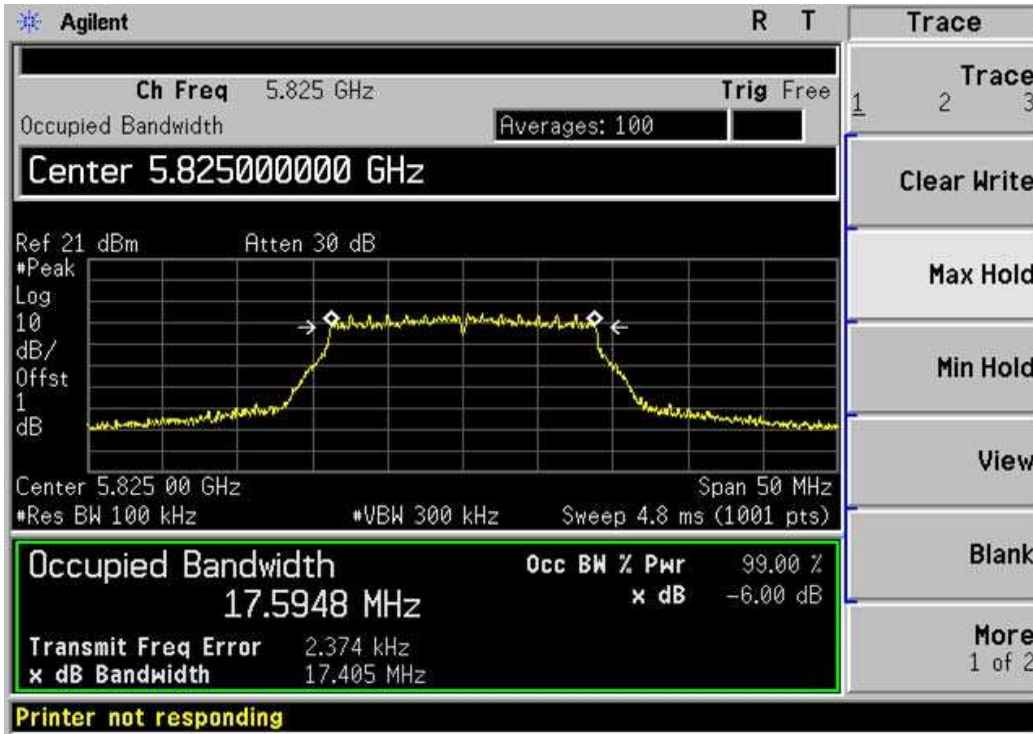 Agilent R T
Ch Freq 5.825 GHz Trig Free
Occupied Bandwidth Averages: 100
Center 5.825000000 GHz
Ref 21 dBm Atten 30 dB
#Peak
Log
10
dB/
Offst
1
dB
Center 5.825 00 GHz Span 50 MHz
#Res BW 100 kHz #VBW 300 kHz Sweep 4.8 ms (1001 pts)
Occupied Bandwidth Occ BW % Pwr 99.00 %
17.5948 MHz x dB -6.00 dB
Transmit Freq Error 2.374 kHz
x dB Bandwidth 17.405 MHz
Printer not responding
Trace
Trace
1 2 3
Clear Write
Max Hold
Min Hold
View
Blank
More
1 of 2